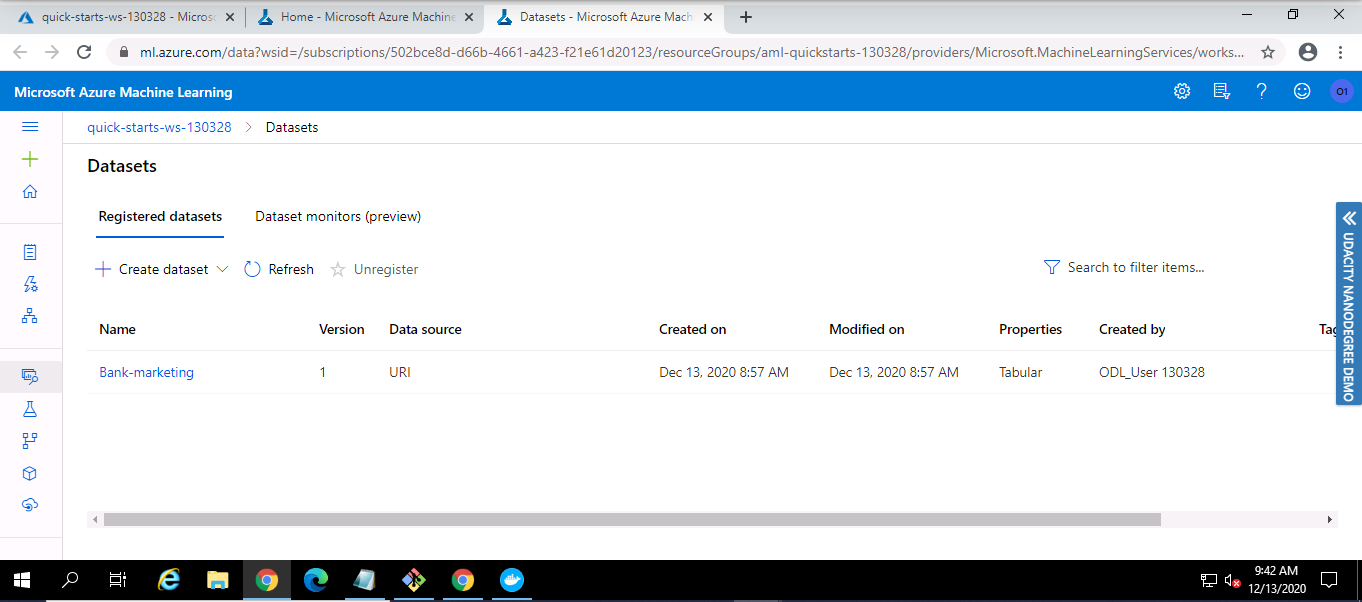 quick-starts-ws-130328 - Micros
Home - Microsoft Azure Machine
Datasets - Microsoft Azure Mach
ml.azure.com/data?wsid=/subscriptions/502bce8d-d66b-4661-a423-f21e61d20123/resourceGroups/aml-quickstarts-130328/providers/Microsoft.MachineLearningServices/works...
Microsoft Azure Machine Learning
O1
quick-starts-ws-130328 > Datasets
Datasets
Registered datasets Dataset monitors (preview)
Create dataset Refresh Unregister Search to filter items...
Name Version Data source Created on Modified on Properties Created by Tag
Bank-marketing 1 URI Dec 13, 2020 8:57 AM Dec 13, 2020 8:57 AM Tabular ODL_User 130328
UDACITY NANODEGREE DEMO
9:42 AM
12/13/2020